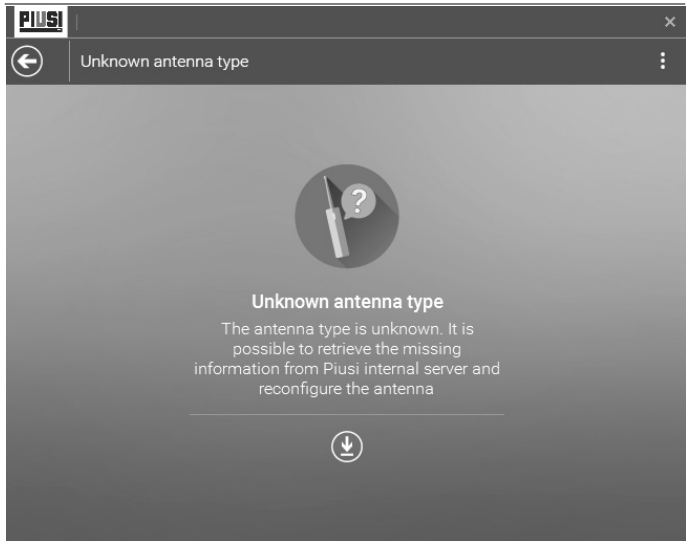 PIUSI
Unknown antenna type
?
Unknown antenna type
The antenna type is unknown. It is
possible to retrieve the missing
information from Piusi internal server and
reconfigure the antenna